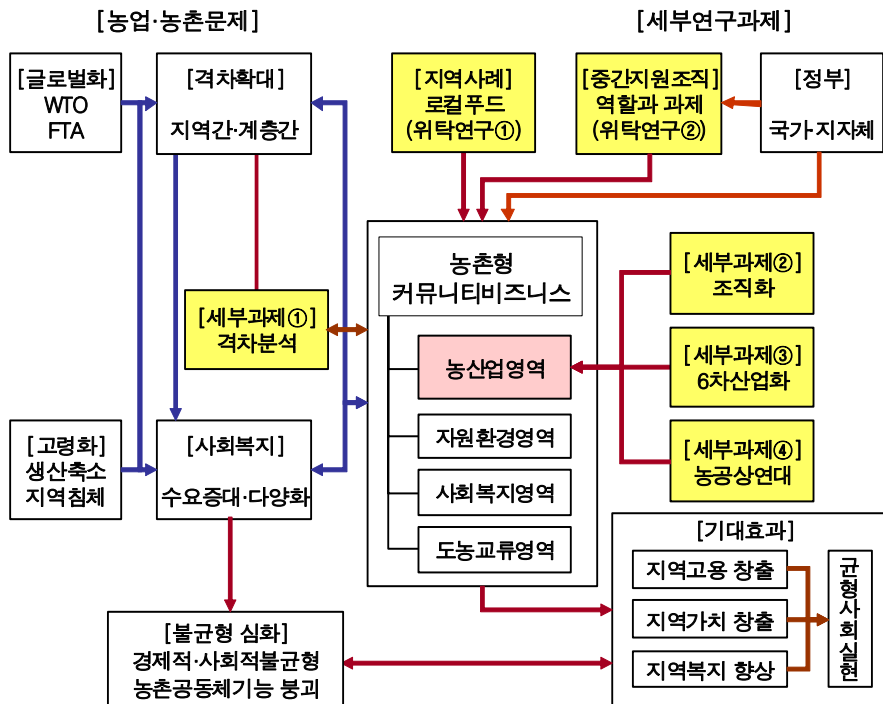 [농업·농촌문제]
[세부연구과제]
[글로벌화]
WTO
FTA
[격차확대]
지역간·계층간
[지역사례]
로컬푸드
(위탁연구①)
[중간지원조직]
역할과 과제
(위탁연구②)
[정부]
국가·지자체
농촌형
커뮤니티비즈니스
[세부과제①]
격차분석
농산업영역
자원환경영역
사회복지영역
도농교류영역
[세부과제②]
조직화
[세부과제③]
6차산업화
[세부과제④]
농공상연대
[고령화]
생산축소
지역침체
[사회복지]
수요증대·다양화
[불균형 심화]
경제적·사회적불균형
농촌공동체기능 붕괴
[기대효과]
지역고용 창출
지역가치 창출
지역복지 향상
균형사회실현